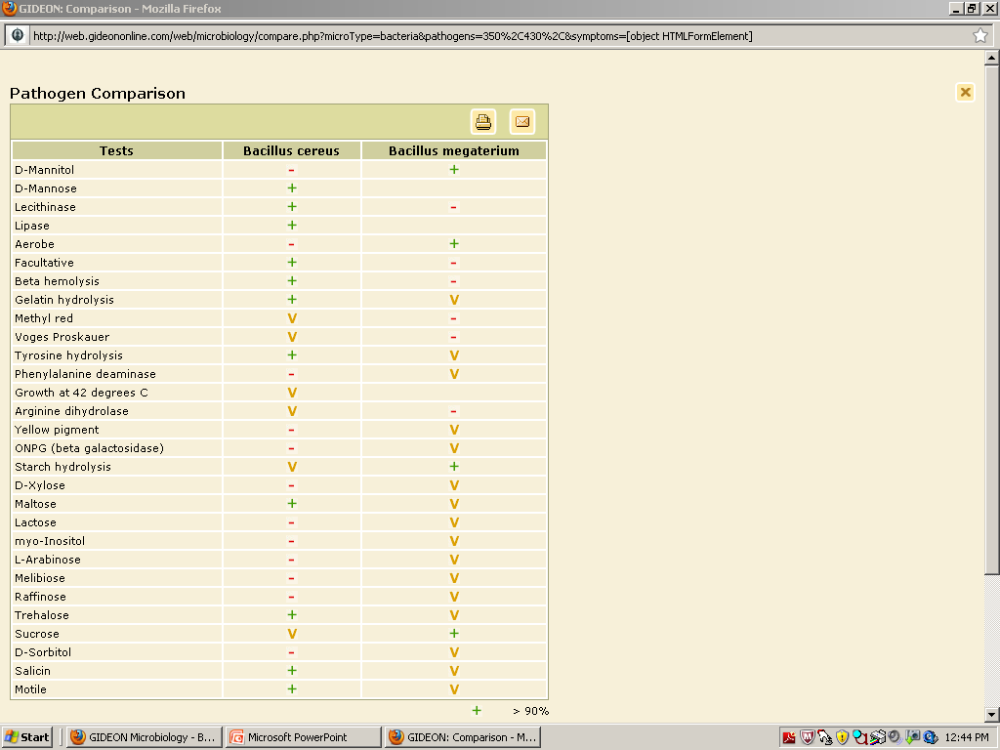 GIDEON: Comparison - Mozilla Firefox
http://web.gideononline.com/web/microbiology/compare.php?microType=bacteria&pathogens=350%2C430%2C&symptoms=[object HTMLFormElement]
Pathogen Comparison
Tests Bacillus cereus Bacillus megaterium
D-Mannitol - +
D-Mannose +
Lecithinase + -
Lipase +
Aerobe - +
Facultative + -
Beta hemolysis + -
Gelatin hydrolysis + V
Methyl red V -
Voges Proskauer V -
Tyrosine hydrolysis + V
Phenylalanine deaminase - V
Growth at 42 degrees C V
Arginine dihydrolase V -
Yellow pigment - V
ONPG (beta galactosidase) - V
Starch hydrolysis V +
D-Xylose - V
Maltose + V
Lactose - V
myo-Inositol - V
L-Arabinose - V
Melibiose - V
Raffinose - V
Trehalose + V
Sucrose V +
D-Sorbitol - V
Salicin + V
Motile + V
+ > 90%
Start GIDEON Microbiology - B... Microsoft PowerPoint GIDEON: Comparison - M... 12:44 PM